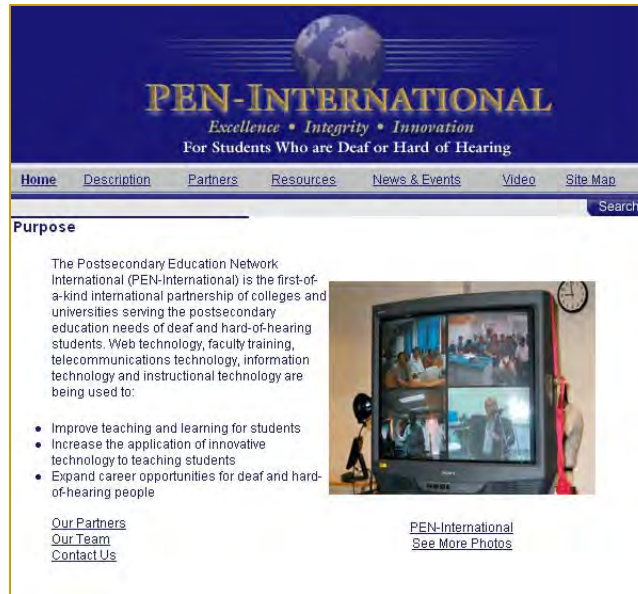 PEN-INTERNATIONAL
Excellence • Integrity • Innovation
For Students Who are Deaf or Hard of Hearing
Home Description Partners Resources News & Events Video Site Map
Search
Purpose
The Postsecondary Education Network
International (PEN-International) is the first-of-
a-kind international partnership of colleges and
universities serving the postsecondary
education needs of deaf and hard-of-hearing
students. Web technology, faculty training,
telecommunications technology, information
technology and instructional technology are
being used to:
• Improve teaching and learning for students
• Increase the application of innovative
technology to teaching students
• Expand career opportunities for deaf and hard-
of-hearing people
Our Partners
Our Team
Contact Us
SONY
PEN-International
See More Photos